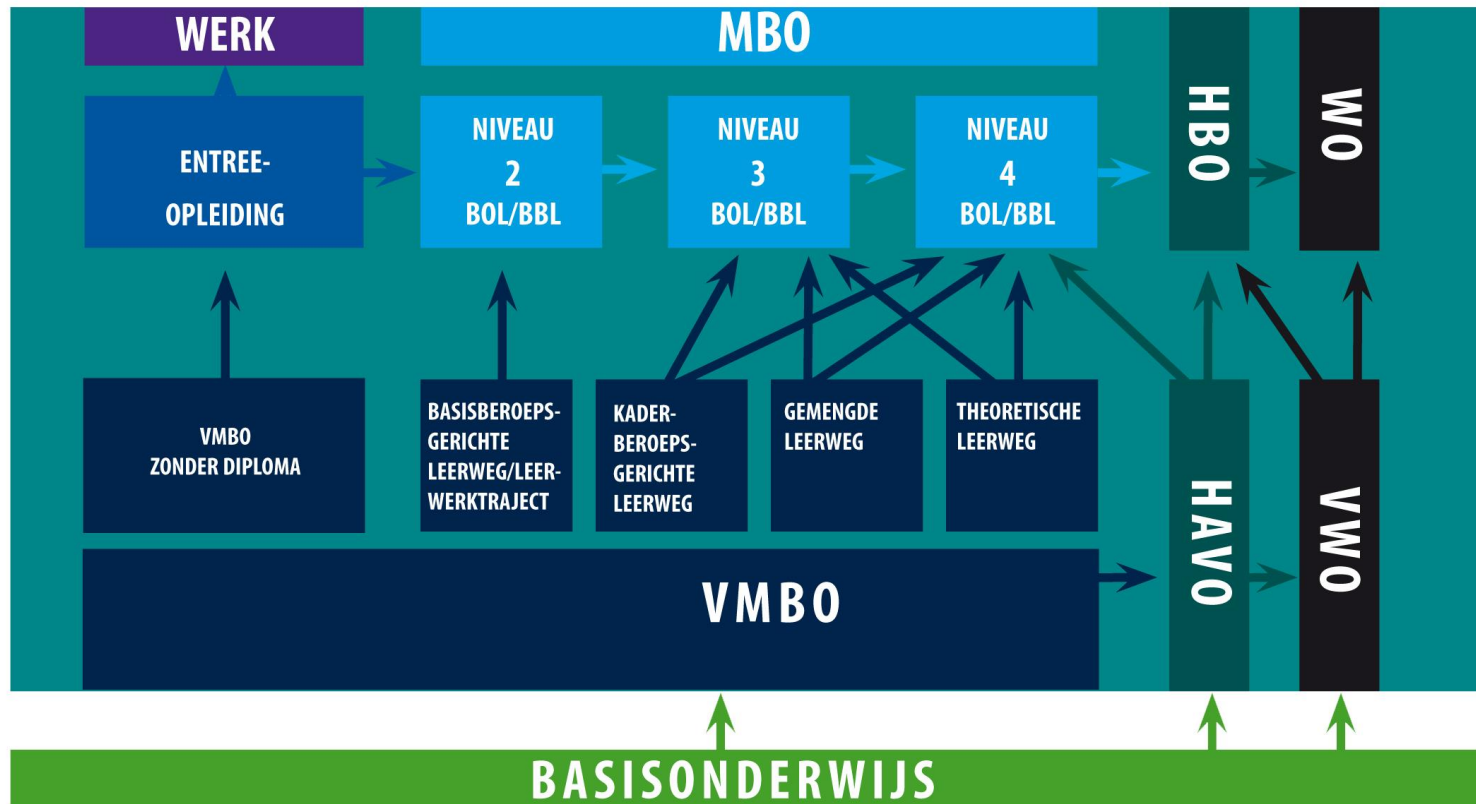 WERK
MBO
ENTREE-
OPLEIDING
NIVEAU
2
BOL/BBL
NIVEAU
3
BOL/BBL
NIVEAU
4
BOL/BBL
HBO
WO
VMBO
ZONDER DIPLOMA
BASISBEROEPS-
GERICHTE
LEERWEG/LEER-
WERKTRAJECT
KADER-
BEROEPS-
GERICHTE
LEERWEG
GEMENGDE
LEERWEG
THEORETISCHE
LEERWEG
HAVO
VWO
VMBO
BASISONDERWIJS